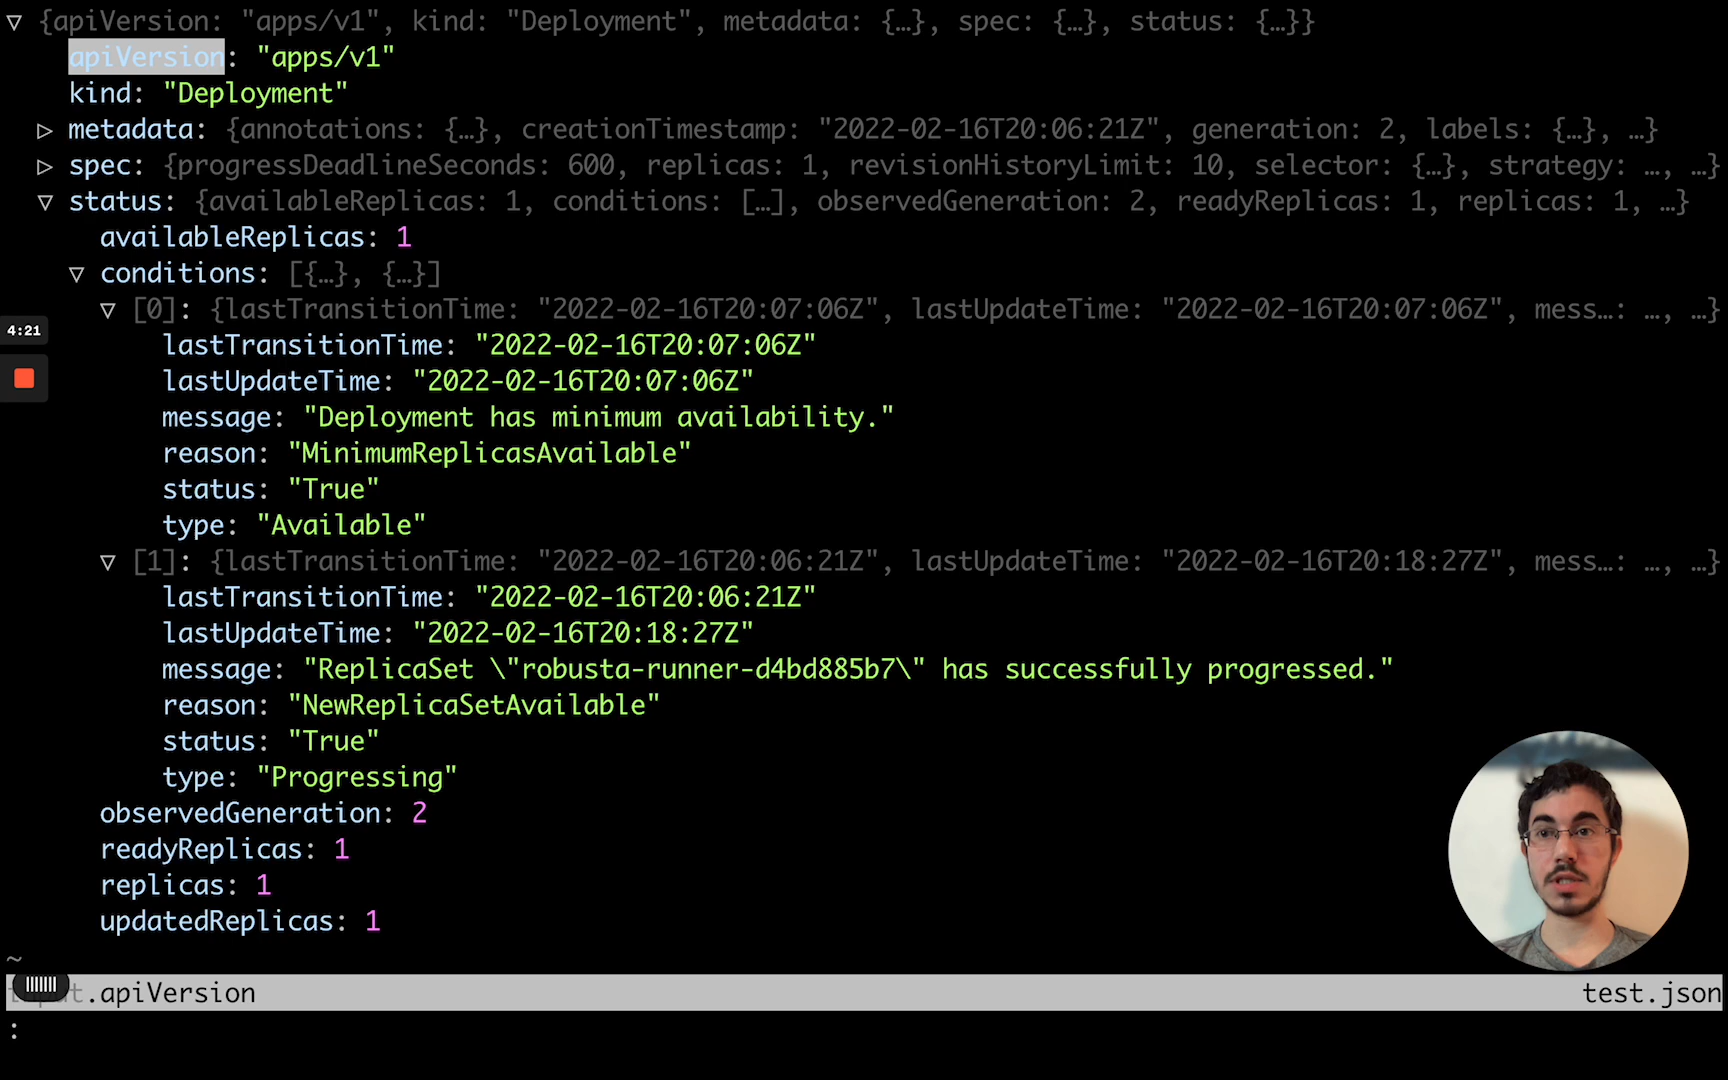 ▽ {apiVersion: "apps/v1", kind: "Deployment", metadata: {…}, spec: {…}, status: {…}}
apiVersion: "apps/v1"
kind: "Deployment"
▷ metadata: {annotations: {…}, creationTimestamp: "2022-02-16T20:06:21Z", generation: 2, labels: {…}, …}
▷ spec: {progressDeadlineSeconds: 600, replicas: 1, revisionHistoryLimit: 10, selector: {…}, strategy: …, …}
▽ status: {availableReplicas: 1, conditions: […], observedGeneration: 2, readyReplicas: 1, replicas: 1, …}
availableReplicas: 1
▽ conditions: [{…}, {…}]
▽ [0]: {lastTransitionTime: "2022-02-16T20:07:06Z", lastUpdateTime: "2022-02-16T20:07:06Z", mess…: …, …}
4:21
lastTransitionTime: "2022-02-16T20:07:06Z"
lastUpdateTime: "2022-02-16T20:07:06Z"
message: "Deployment has minimum availability."
reason: "MinimumReplicasAvailable"
status: "True"
type: "Available"
▽ [1]: {lastTransitionTime: "2022-02-16T20:06:21Z", lastUpdateTime: "2022-02-16T20:18:27Z", mess…: …, …}
lastTransitionTime: "2022-02-16T20:06:21Z"
lastUpdateTime: "2022-02-16T20:18:27Z"
message: "ReplicaSet \"robusta-runner-d4bd885b7\" has successfully progressed."
reason: "NewReplicaSetAvailable"
status: "True"
type: "Progressing"
observedGeneration: 2
readyReplicas: 1
replicas: 1
updatedReplicas: 1
~
.apiVersion test.json
: